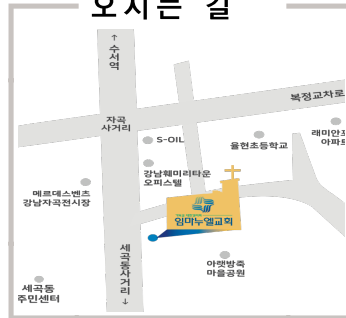 오시는 길
↑
수서역
복정교차로
자곡
사거리
S-OIL
율현초등학교
래미안포
아파트
강남훼미리타운
오피스텔
메르데스벤츠
강남자곡전시장
임마누엘교회
세곡동사거리
↓
아랫방죽
마을공원
세곡동
주민센터